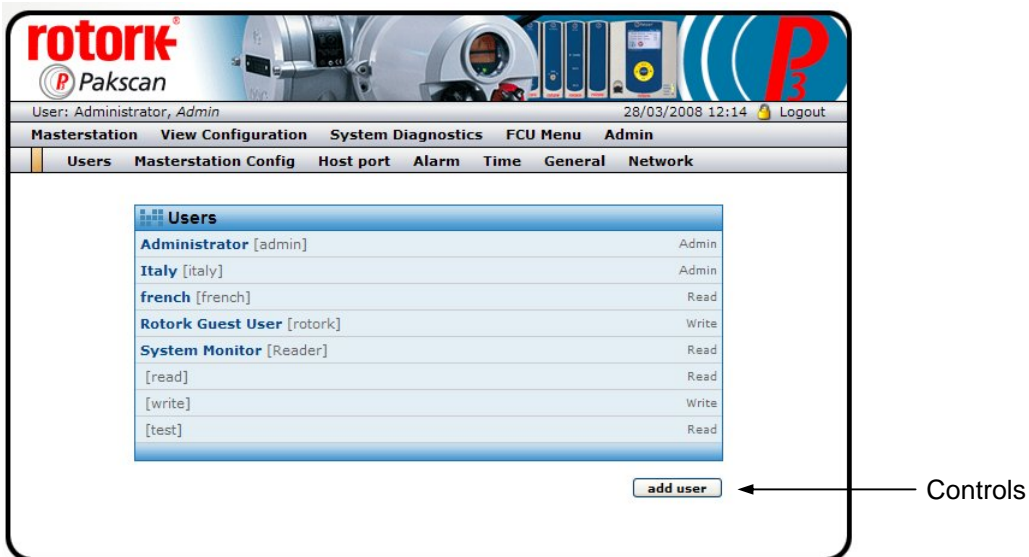 rotork®
P Pakscan
P3
User: Administrator, Admin 28/03/2008 12:14 Logout
Masterstation View Configuration System Diagnostics FCU Menu Admin
Users Masterstation Config Host port Alarm Time General Network
Users
Administrator [admin] Admin
Italy [italy] Admin
french [french] Read
Rotork Guest User [rotork] Write
System Monitor [Reader] Read
[read] Read
[write] Write
[test] Read
add user
Controls